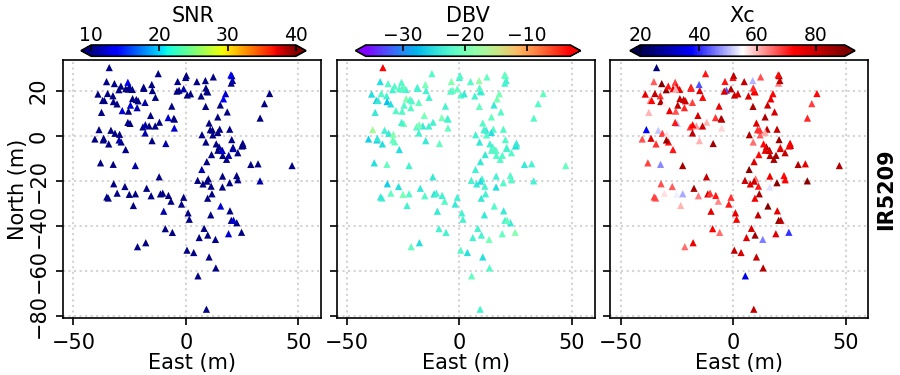 SNR DBV Xc
10 20 30 40 −30 −20 −10 20 40 60 80
North (m)
20
0
−20
−40
−60
−80
IR5209
−50 0 50 −50 0 50 −50 0 50
East (m) East (m) East (m)